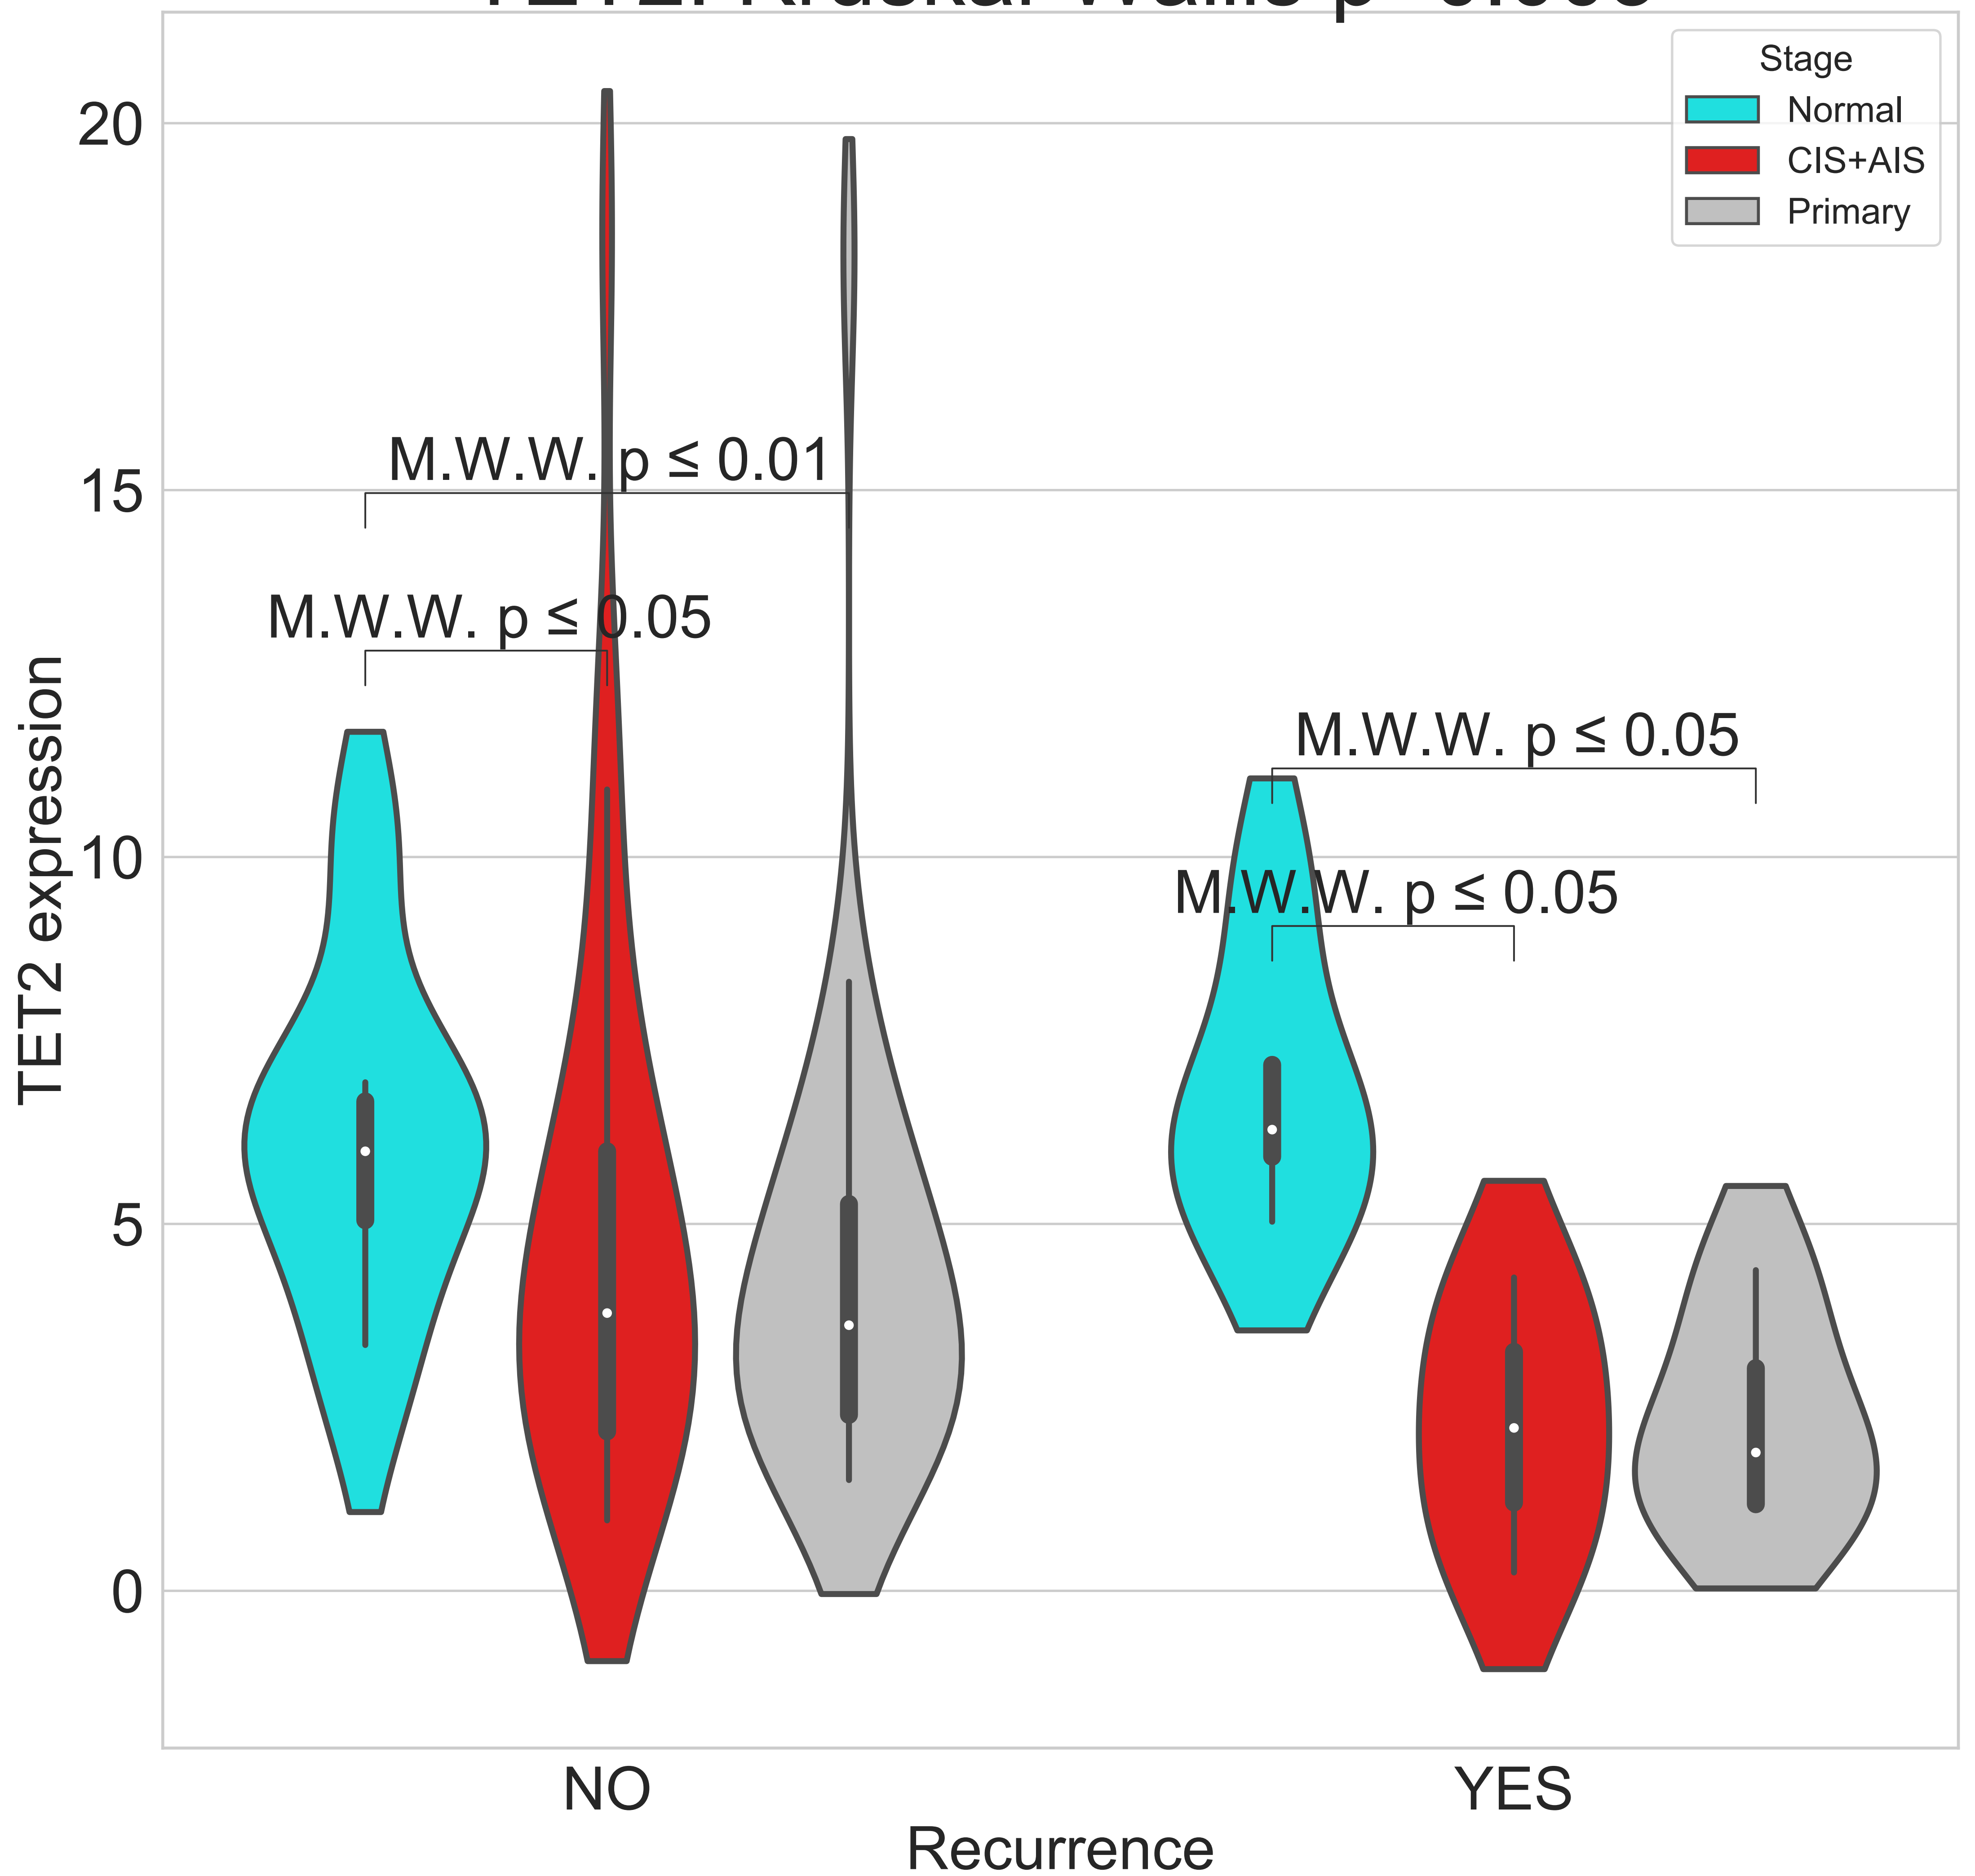 Stage
Normal
CIS+AIS
Primary
20
15
10
5
0
TET2 expression
M.W.W. p ≤ 0.01
M.W.W. p ≤ 0.05
M.W.W. p ≤ 0.05
M.W.W. p ≤ 0.05
NO
YES
Recurrence